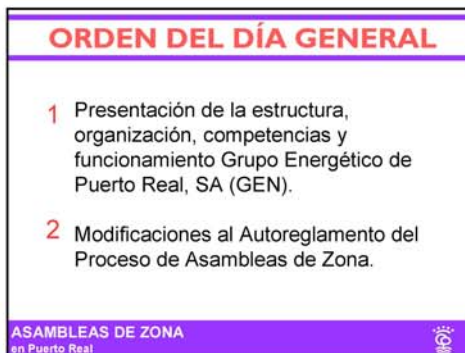 ORDEN DEL DÍA GENERAL
1 Presentación de la estructura,
organización, competencias y
funcionamiento Grupo Energético de
Puerto Real, SA (GEN).
2 Modificaciones al Autoreglamento del
Proceso de Asambleas de Zona.
ASAMBLEAS DE ZONA
en Puerto Real